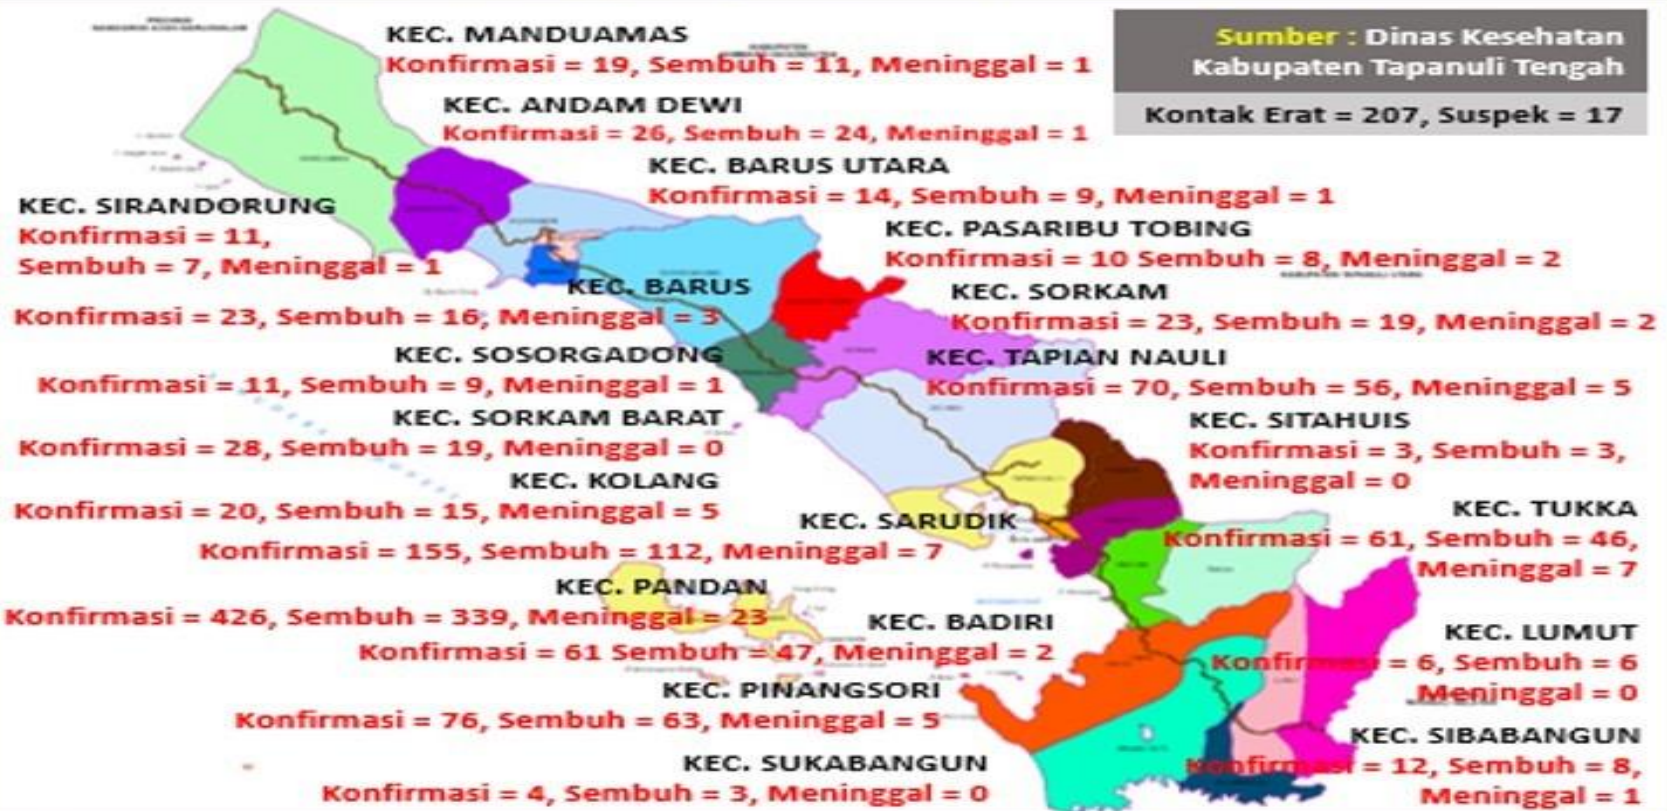 KEC. MANDUAMAS
Konfirmasi = 19, Sembuh = 11, Meninggal = 1
Sumber : Dinas Kesehatan
Kabupaten Tapanuli Tengah
Kontak Erat = 207, Suspek = 17
KEC. ANDAM DEWI
Konfirmasi = 26, Sembuh = 24, Meninggal = 1
KEC. BARUS UTARA
Konfirmasi = 14, Sembuh = 9, Meninggal = 1
KEC. SIRANDORUNG
Konfirmasi = 11,
Sembuh = 7, Meninggal = 1
KEC. PASARIBU TOBING
Konfirmasi = 10 Sembuh = 8, Meninggal = 2
KEC. BARUS
Konfirmasi = 23, Sembuh = 16, Meninggal = 3
KEC. SORKAM
Konfirmasi = 23, Sembuh = 19, Meninggal = 2
KEC. SOSORGADONG
Konfirmasi = 11, Sembuh = 9, Meninggal = 1
KEC. TAPIAN NAULI
Konfirmasi = 70, Sembuh = 56, Meninggal = 5
KEC. SORKAM BARAT
Konfirmasi = 28, Sembuh = 19, Meninggal = 0
KEC. SITAHUIS
Konfirmasi = 3, Sembuh = 3,
Meninggal = 0
KEC. KOLANG
Konfirmasi = 20, Sembuh = 15, Meninggal = 5
KEC. SARUDIK
Konfirmasi = 155, Sembuh = 112, Meninggal = 7
KEC. TUKKA
Konfirmasi = 61, Sembuh = 46,
Meninggal = 7
KEC. PANDAN
Konfirmasi = 426, Sembuh = 339, Meninggal = 23
KEC. BADIRI
Konfirmasi = 61 Sembuh = 47, Meninggal = 2
KEC. LUMUT
Konfirmasi = 6, Sembuh = 6
Meninggal = 0
KEC. PINANGSORI
Konfirmasi = 76, Sembuh = 63, Meninggal = 5
KEC. SIBABANGUN
Konfirmasi = 12, Sembuh = 8,
Meninggal = 1
KEC. SUKABANGUN
Konfirmasi = 4, Sembuh = 3, Meninggal = 0